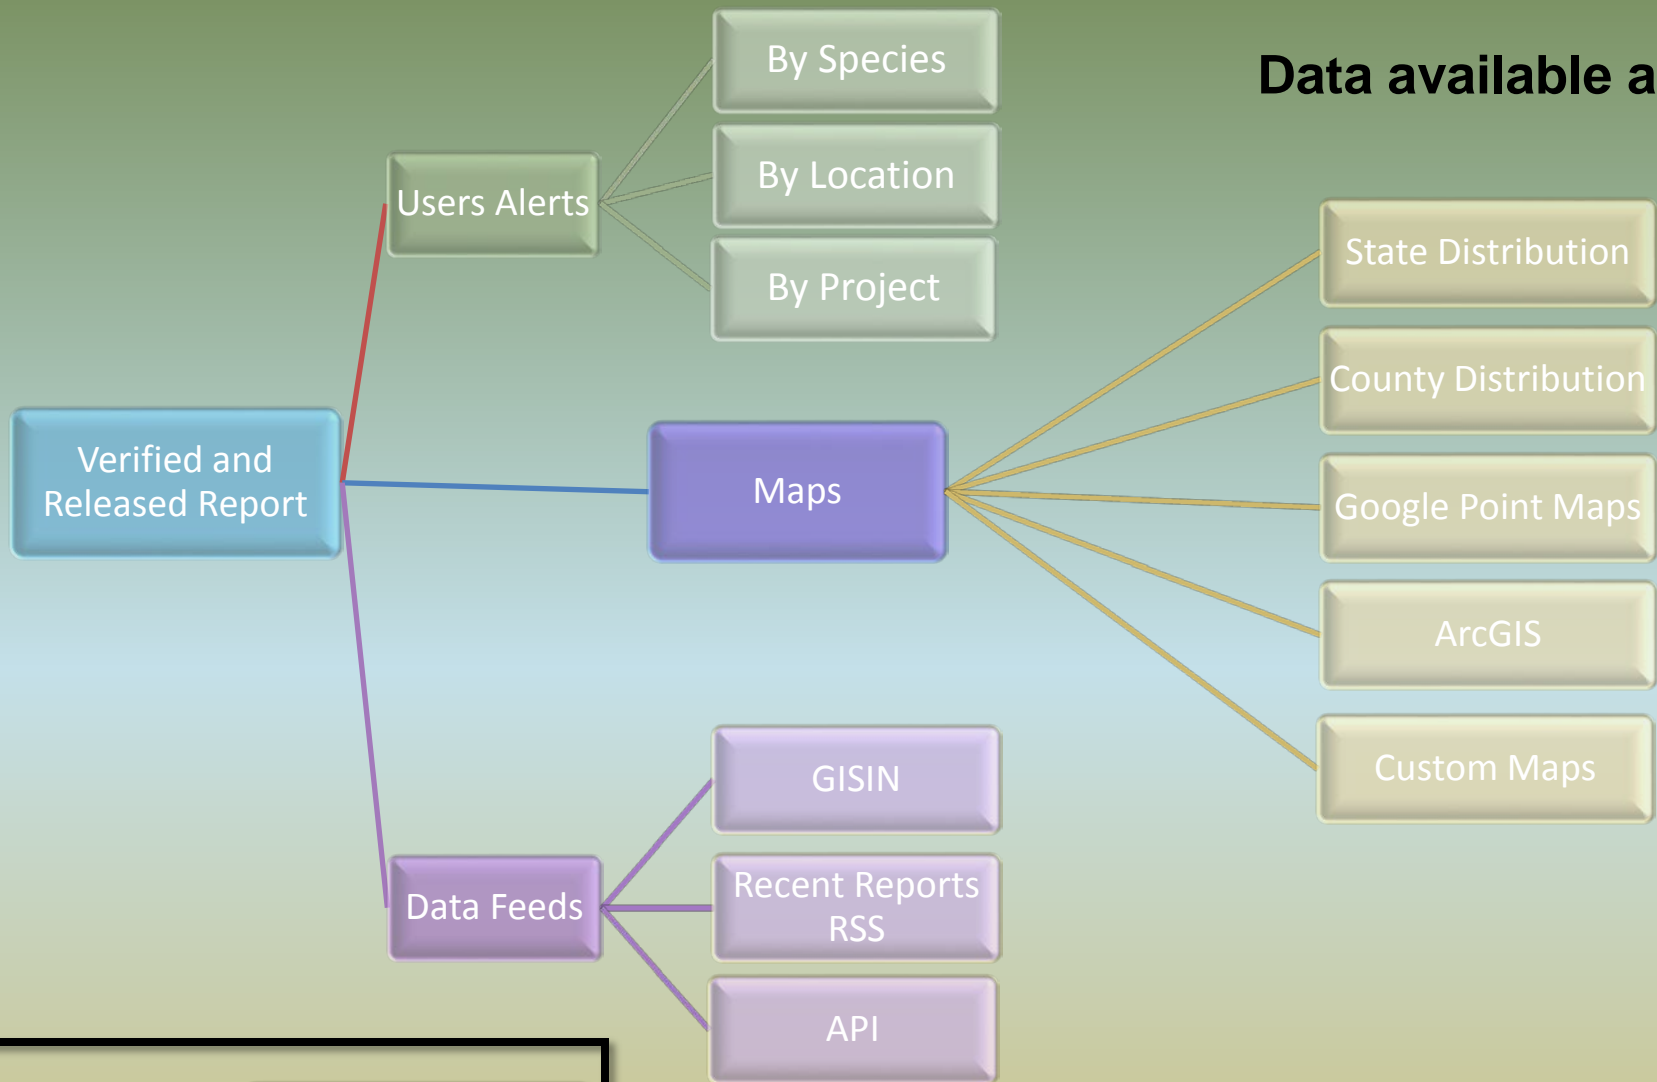 Data available a
By Species
By Location
By Project
Users Alerts
Verified and
Released Report
Maps
State Distribution
County Distribution
Google Point Maps
ArcGIS
Custom Maps
Data Feeds
GISIN
Recent Reports
RSS
API